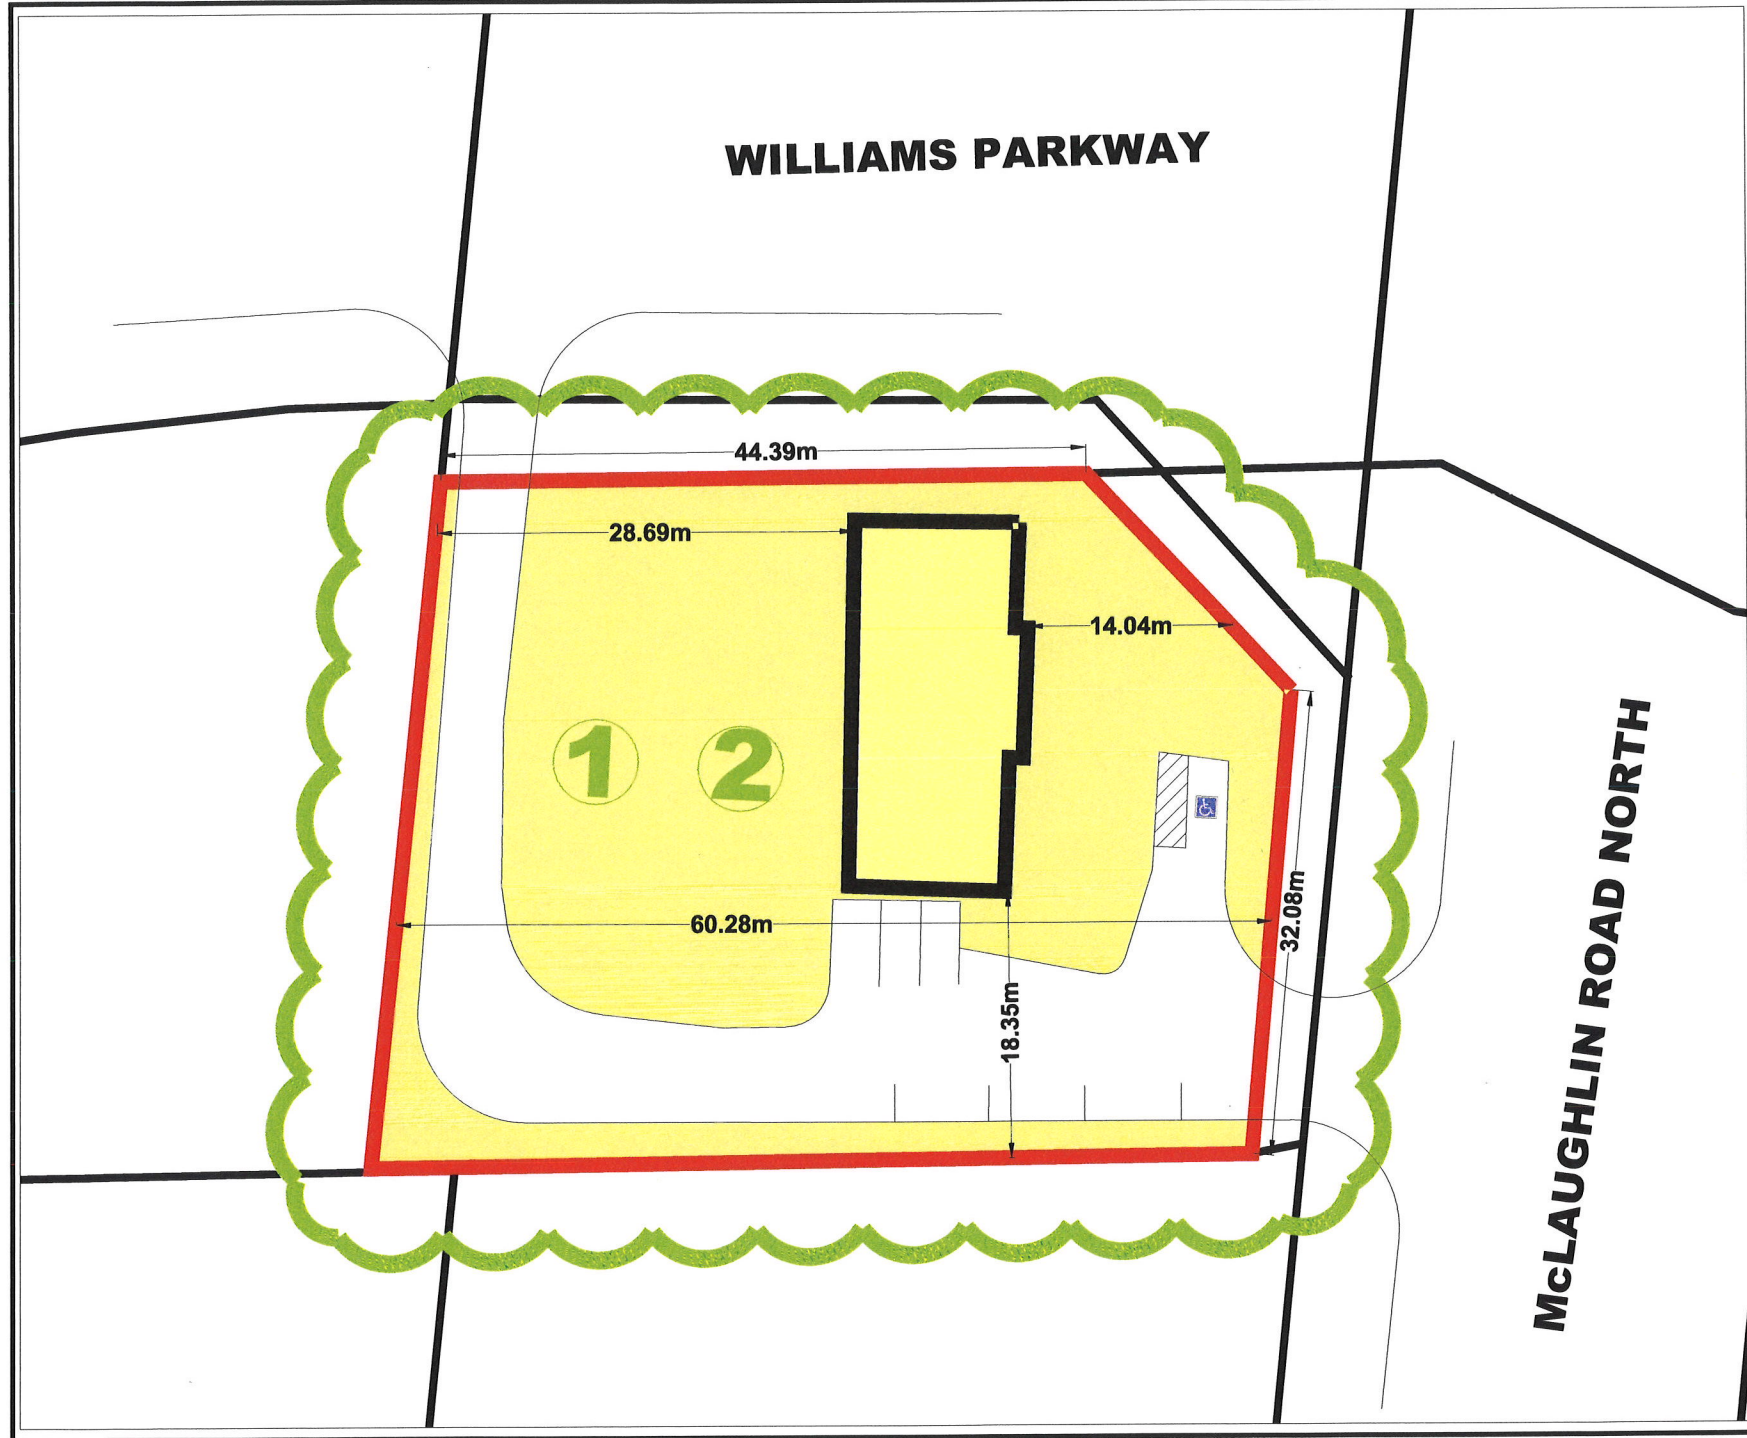 WILLIAMS PARKWAY
44.39m
28.69m
14.04m
1 2
60.28m
32.08m
18.35m
McLAUGHLIN ROAD NORTH